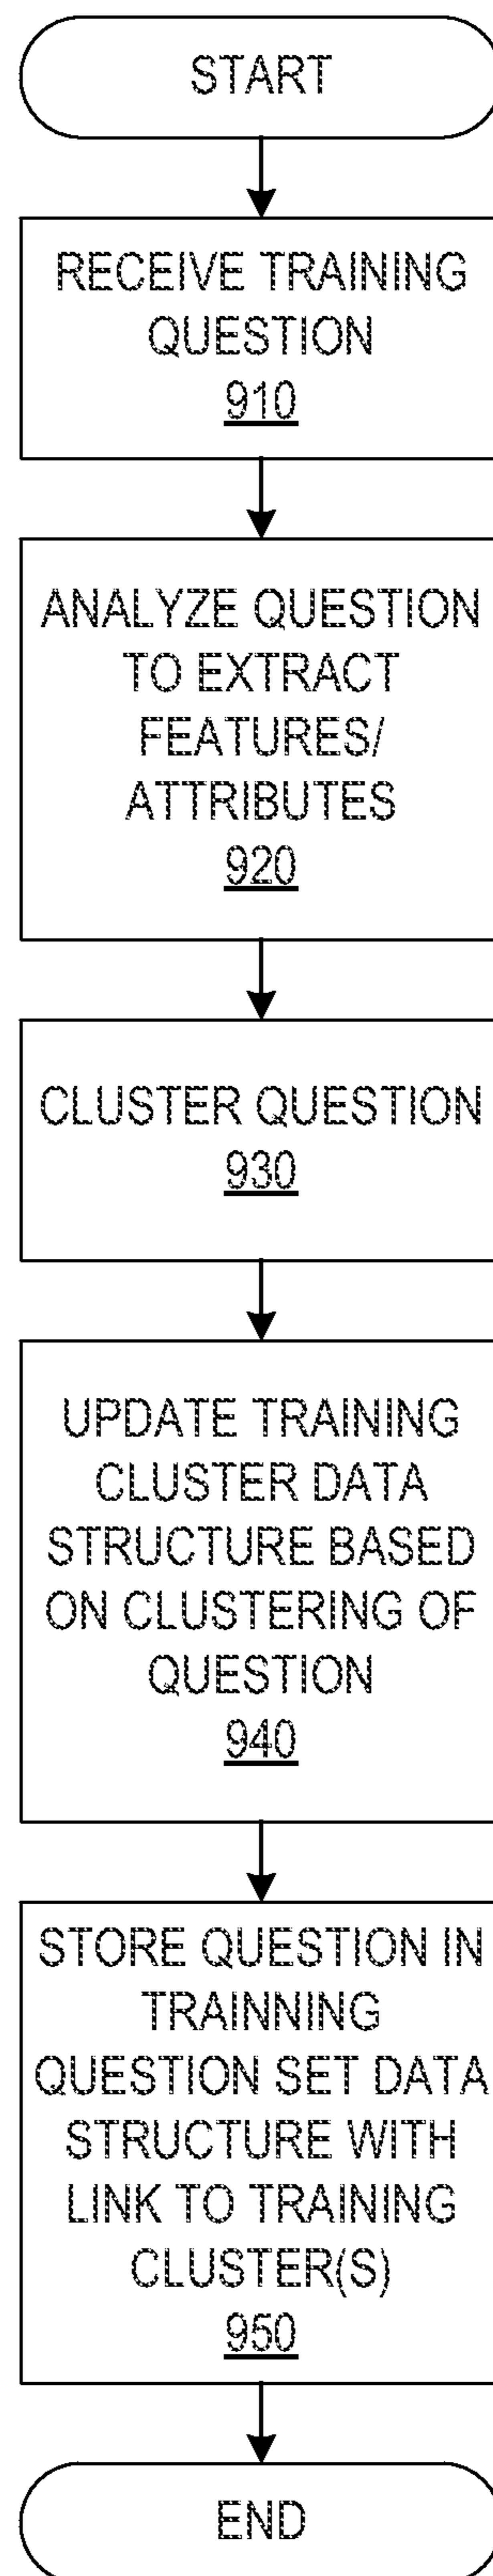 START
RECEIVE TRAINING
QUESTION
910
ANALYZE QUESTION
TO EXTRACT
FEATURES/
ATTRIBUTES
920
CLUSTER QUESTION
930
UPDATE TRAINING
CLUSTER DATA
STRUCTURE BASED
ON CLUSTERING OF
QUESTION
940
STORE QUESTION IN
TRAINNING
QUESTION SET DATA
STRUCTURE WITH
LINK TO TRAINING
CLUSTER(S)
950
END